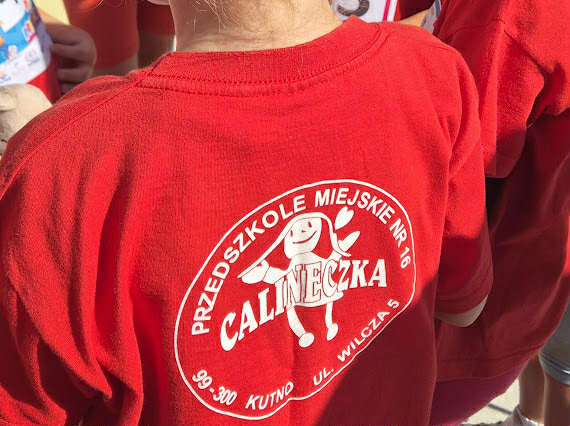 PRZEDSZKOLE MIEJSKIE NR 16
CALINECZKA
99-300 KUTNO UL. WILCZA 5